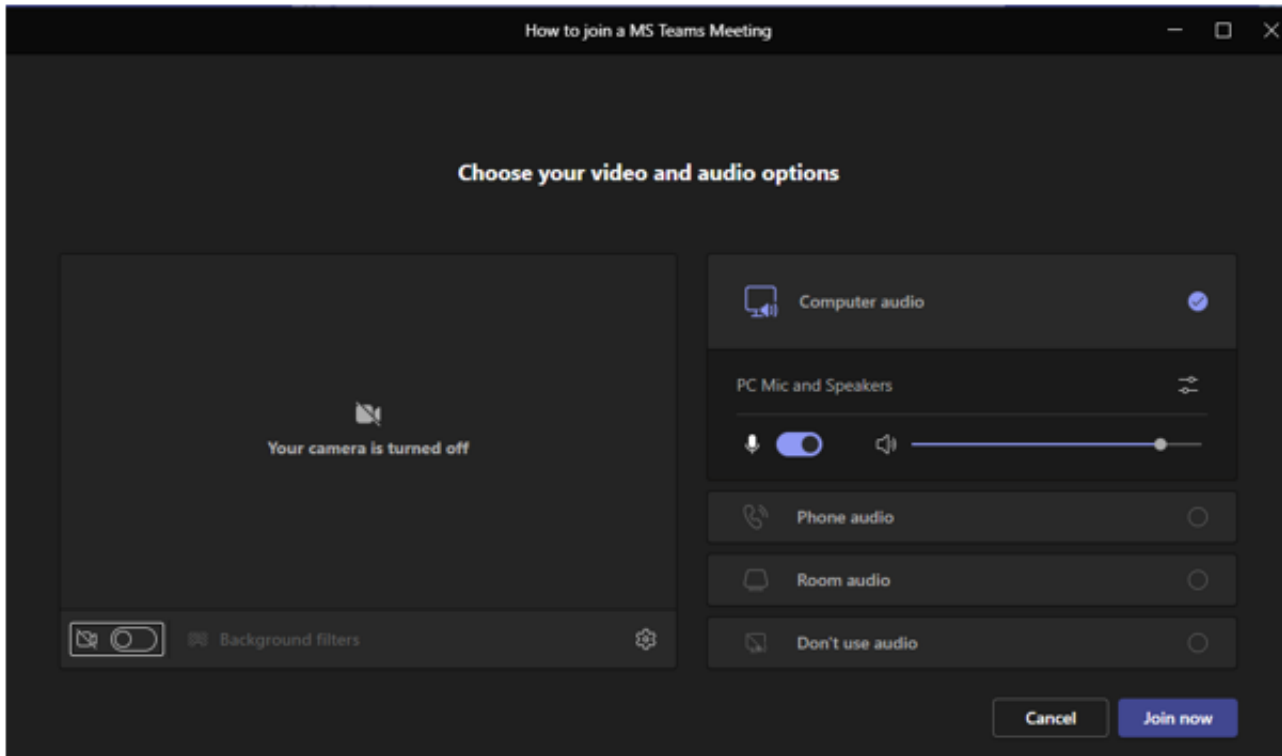 How to join a MS Teams Meeting
Choose your video and audio options
Your camera is turned off
Background filters
Computer audio
PC Mic and Speakers
Phone audio
Room audio
Don't use audio
Cancel
Join now